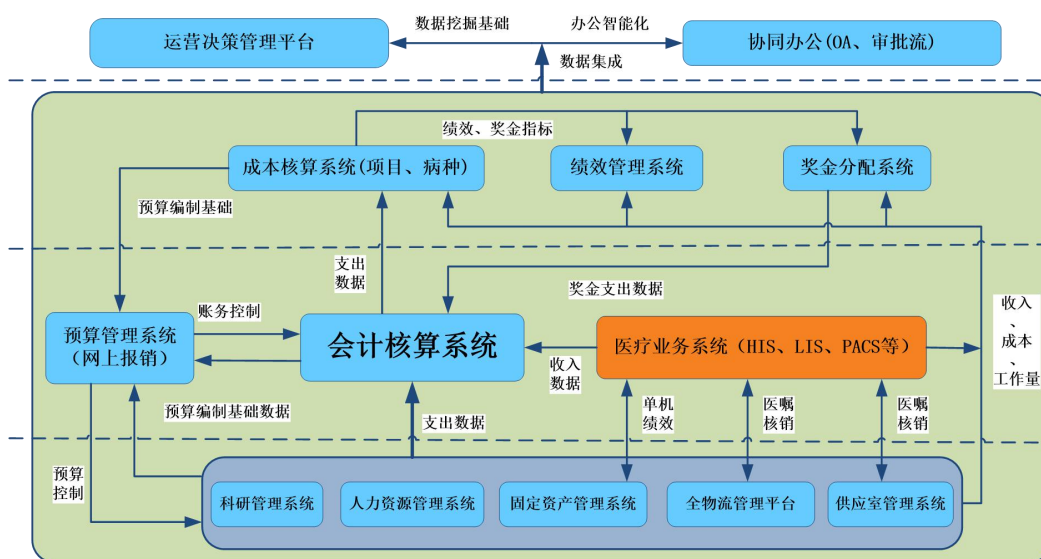 数据挖掘基础
办公智能化
运营决策管理平台
协同办公(OA、审批流)
数据集成
绩效、奖金指标
成本核算系统(项目、病种)
绩效管理系统
奖金分配系统
预算编制基础
支出
数据
奖金支出数据
收入
、
成本
、
工作量
账务控制
预算管理系统
（网上报销）
会计核算系统
医疗业务系统（HIS、LIS、PACS等）
收入
数据
预算编制基础数据
支出数据
单机
绩效
医嘱
核销
医嘱
核销
预算
控制
科研管理系统
人力资源管理系统
固定资产管理系统
全物流管理平台
供应室管理系统